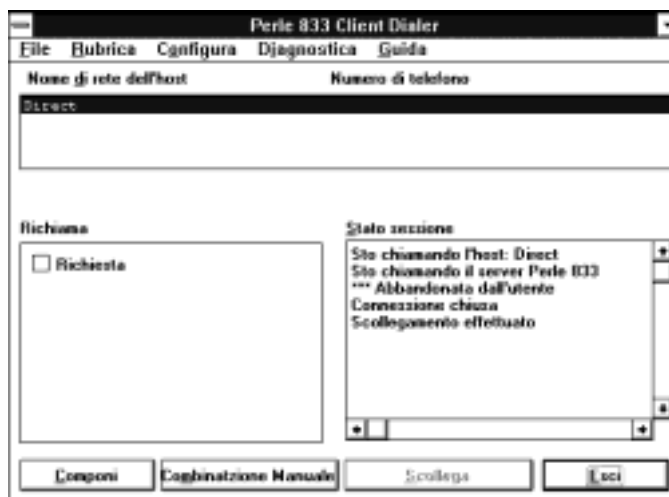 Perle 833 Client Dialer
File Rubrica Configura Diagnostica Guida
Nome di rete dell'host Numero di telefono
Direct
Richiama Stato sessione
Richiesta
Sto chiamando l'host: Direct
Sto chiamando il server Perle 833
*** Abbandonata dall'utente
Connessione chiusa
Scollegamento effettuato
Componi Combinatzione Manuale Scollega Esci